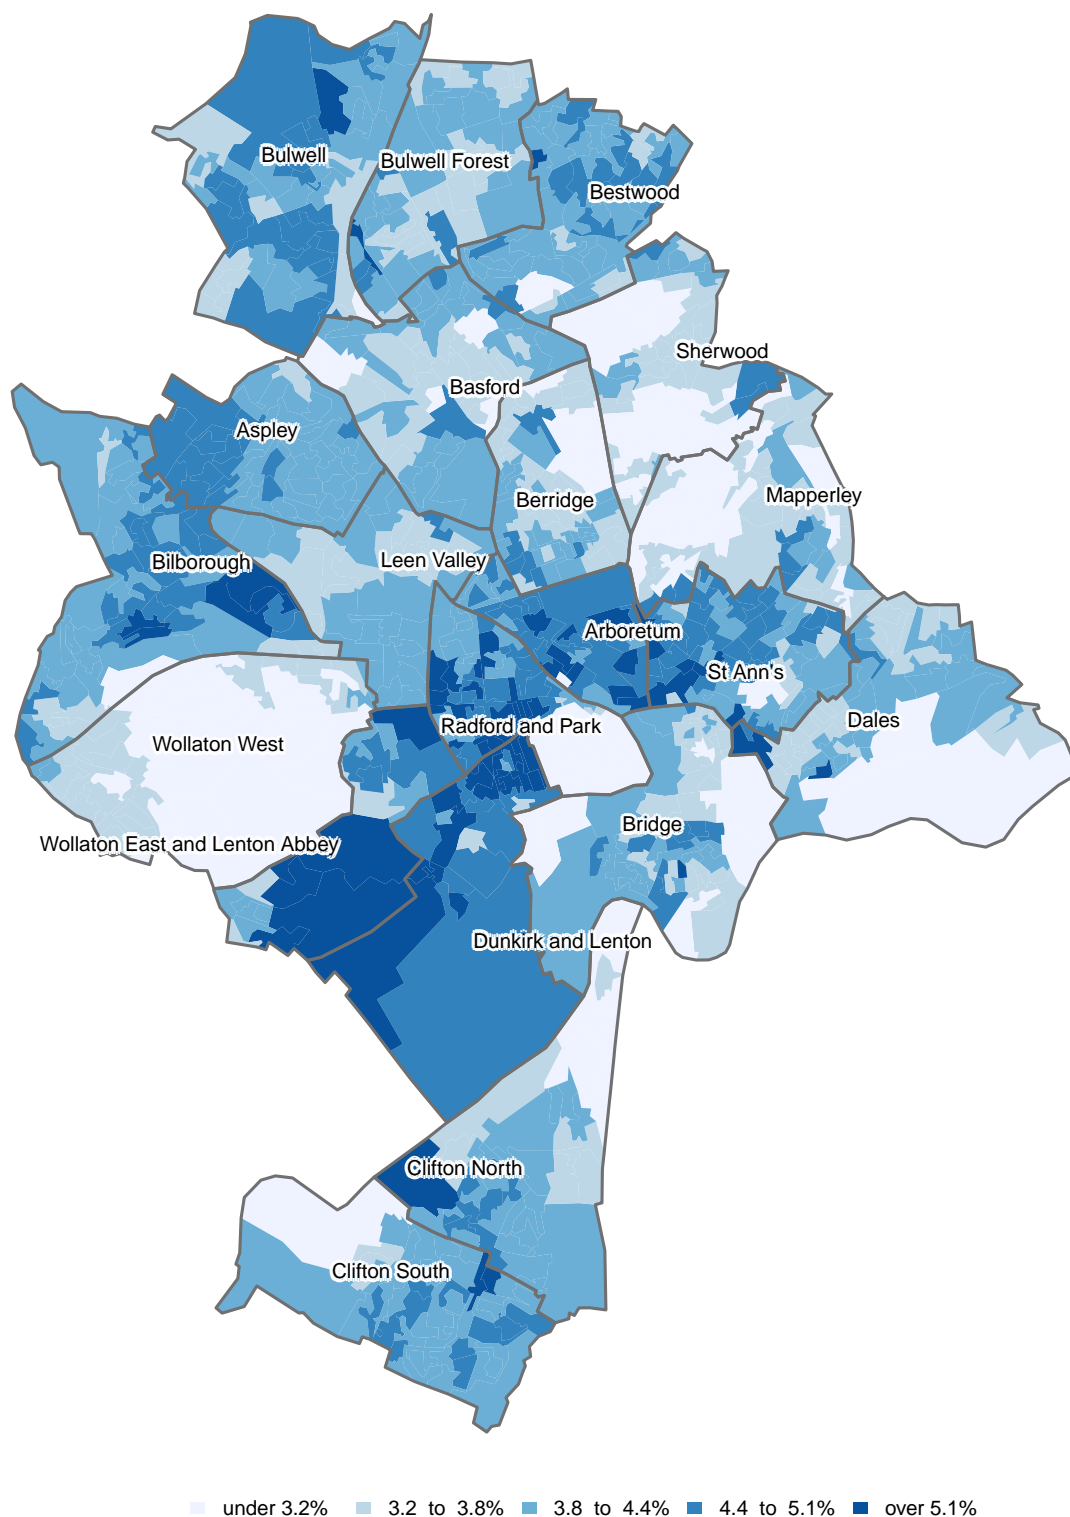 Bulwell
Bulwell Forest
Bestwood
Sherwood
Basford
Aspley
Mapperley
Berridge
Leen Valley
Bilborough
Arboretum
St Ann's
Dales
Radford and Park
Wollaton West
Bridge
Wollaton East and Lenton Abbey
Dunkirk and Lenton
Clifton North
Clifton South
under 3.2% 3.2 to 3.8% 3.8 to 4.4% 4.4 to 5.1% over 5.1%